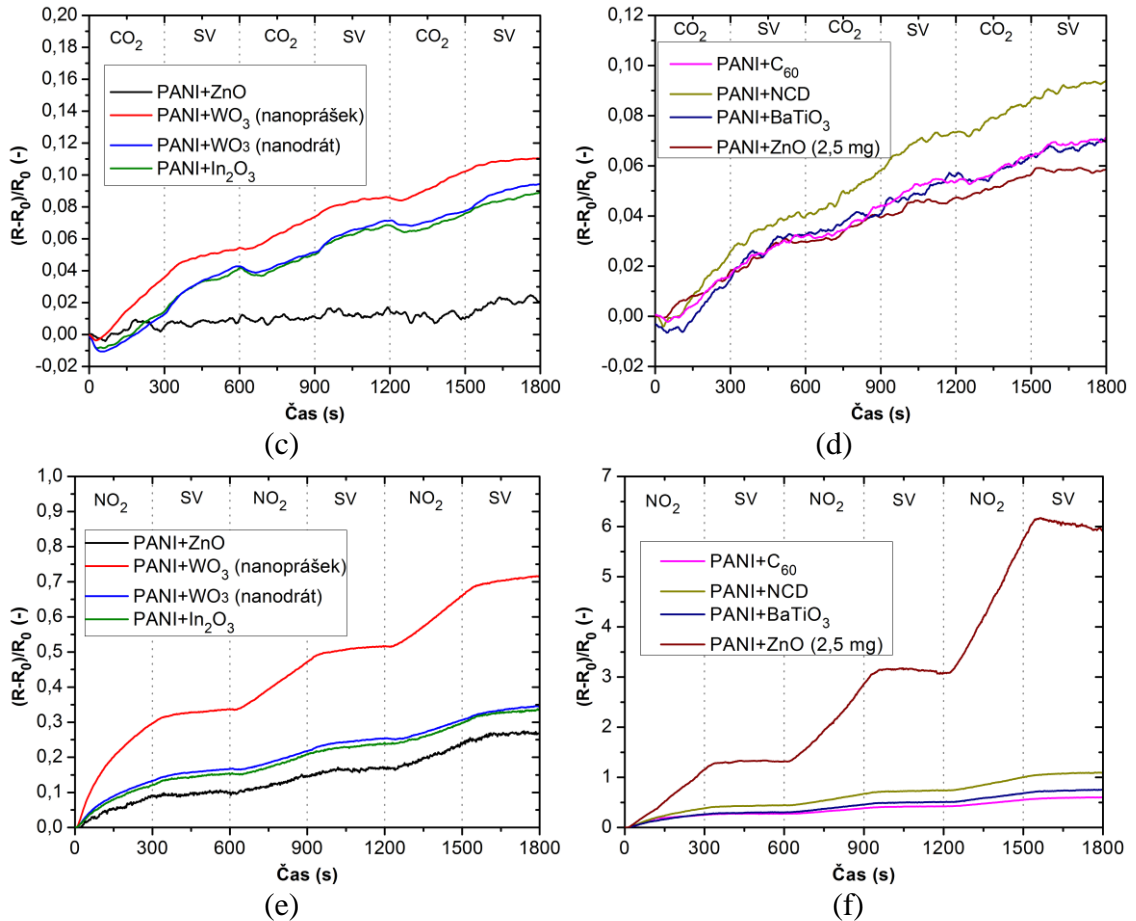 CO2 SV CO2 SV CO2 SV
0,20
0,18
0,16
0,14
0,12
0,10
0,08
0,06
0,04
0,02
0,00
-0,02
(R-R0)/R0 (-)
PANI+ZnO
PANI+WO3 (nanoprášek)
PANI+WO3 (nanodrát)
PANI+In2O3
0 300 600 900 1200 1500 1800
Čas (s)
(c)
CO2 SV CO2 SV CO2 SV
0,12
0,10
0,08
0,06
0,04
0,02
0,00
-0,02
(R-R0)/R0 (-)
PANI+C60
PANI+NCD
PANI+BaTiO3
PANI+ZnO (2,5 mg)
0 300 600 900 1200 1500 1800
Čas (s)
(d)
NO2 SV NO2 SV NO2 SV
1,0
0,9
0,8
0,7
0,6
0,5
0,4
0,3
0,2
0,1
0,0
(R-R0)/R0 (-)
PANI+ZnO
PANI+WO3 (nanoprášek)
PANI+WO3 (nanodrát)
PANI+In2O3
0 300 600 900 1200 1500 1800
Čas (s)
(e)
NO2 SV NO2 SV NO2 SV
7
6
5
4
3
2
1
0
(R-R0)/R0 (-)
PANI+C60
PANI+NCD
PANI+BaTiO3
PANI+ZnO (2,5 mg)
0 300 600 900 1200 1500 1800
Čas (s)
(f)